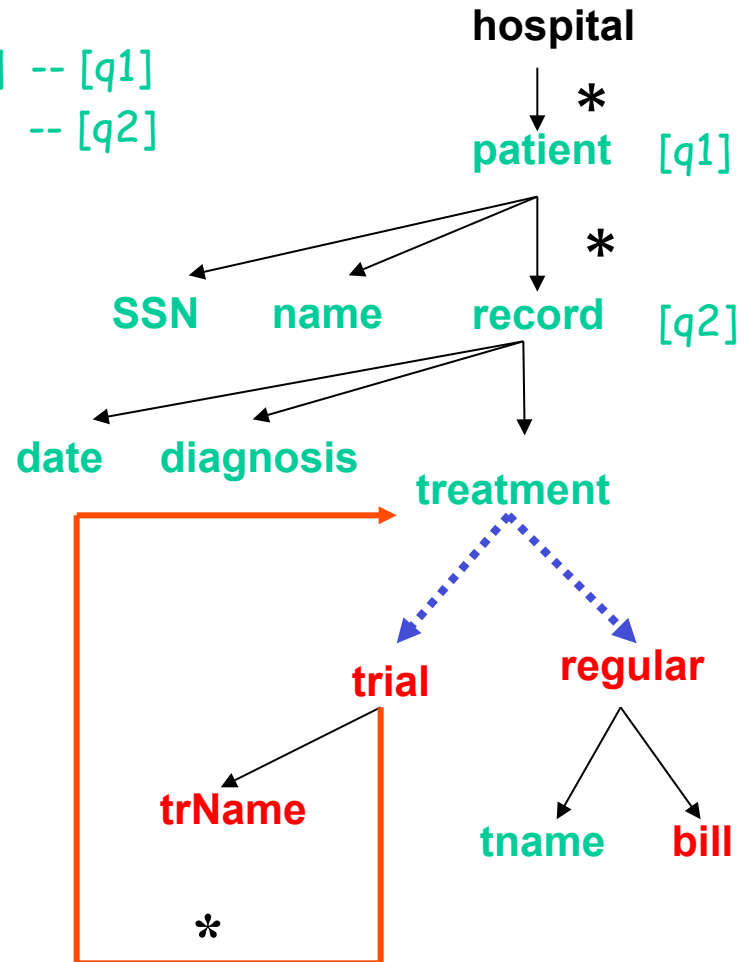 hospital
] -- [q1]
*
-- [q2]
patient [q1]
*
SSN name record [q2]
date diagnosis
treatment
trial regular
trName
tname bill
*